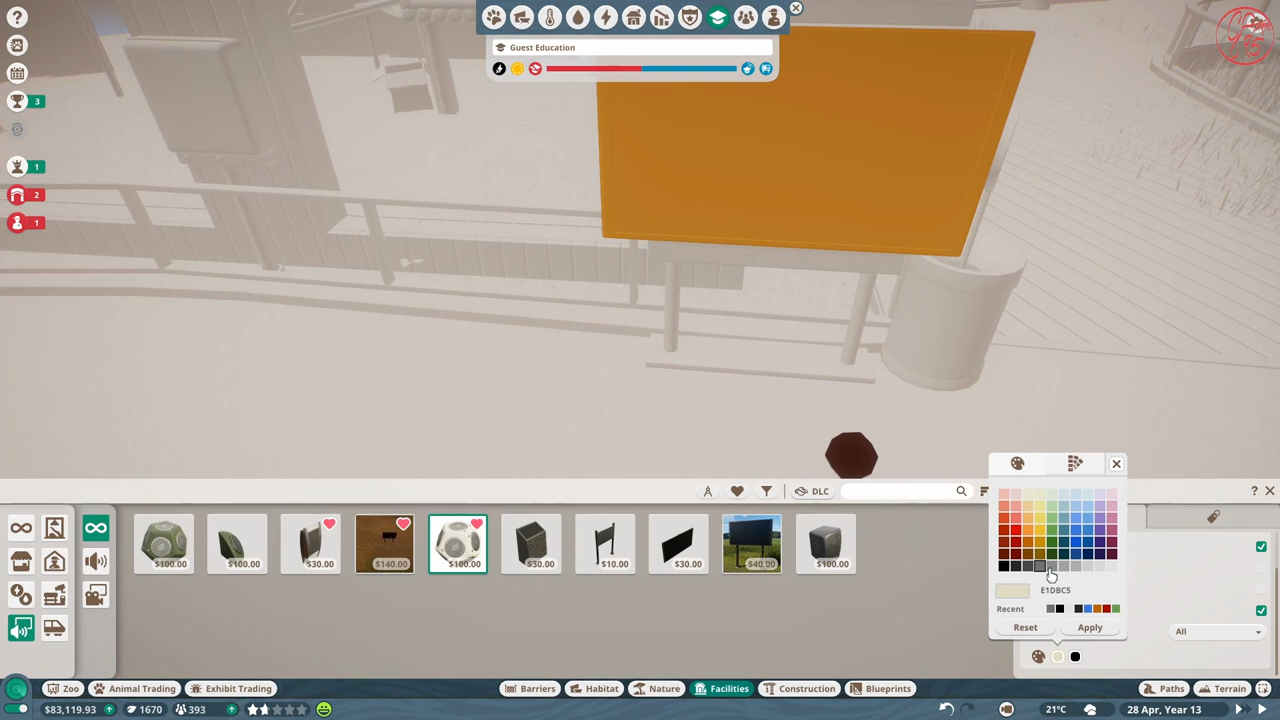 ?
3
1
2
1
Guest Education
DLC
? ×
$100.00
$100.00
$30.00
$140.00
$100.00
$30.00
$10.00
$30.00
$40.00
$100.00
E1DBC5
Recent
Reset
Apply
All
Zoo
Animal Trading
Exhibit Trading
Barriers
Habitat
Nature
Facilities
Construction
Blueprints
Paths
Terrain
$83,119.93
1670
393
21°C
28 Apr, Year 13